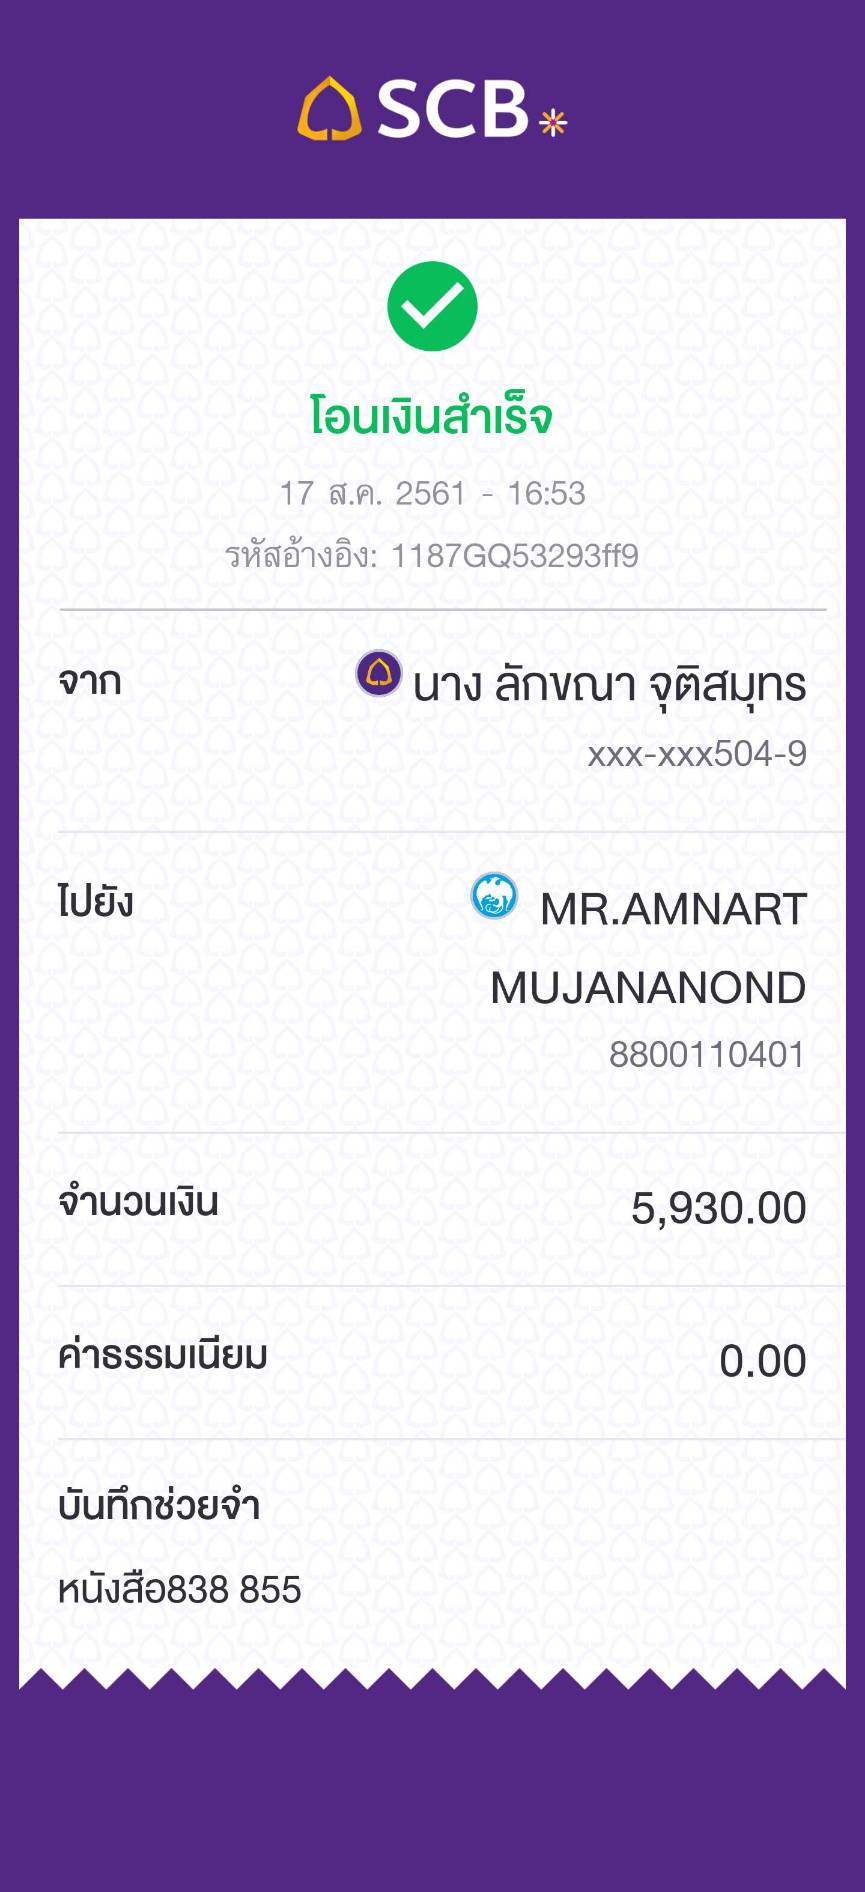 SCB
โอนเงินสำเร็จ
17 ส.ค. 2561 - 16:53
รหัสอ้างอิง: 1187GQ53293ff9
จาก
นาง ลักขณา จุติสมุทร
xxx-xxx504-9
ไปยัง
MR.AMNART
MUJANANOND
8800110401
จำนวนเงิน
5,930.00
ค่าธรรมเนียม
0.00
บันทึกช่วยจำ
หนังสือ838 855